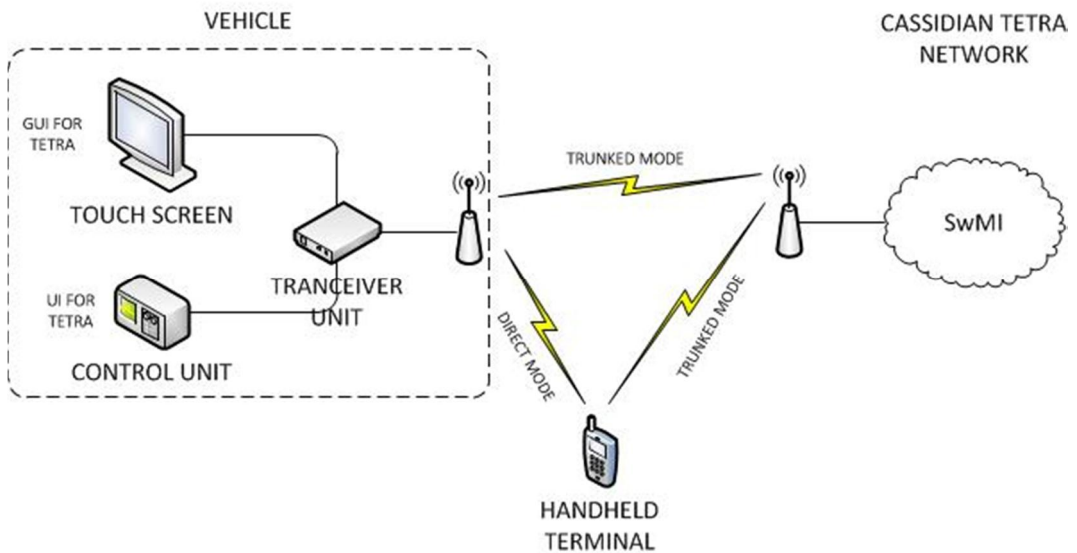 VEHICLE
CASSIDIAN TETRA
NETWORK
GUI FOR
TETRA
TOUCH SCREEN
TRANCEIVER
UNIT
UI FOR
TETRA
CONTROL UNIT
TRUNKED MODE
DIRECT MODE
TRUNKED MODE
SwMI
HANDHELD
TERMINAL